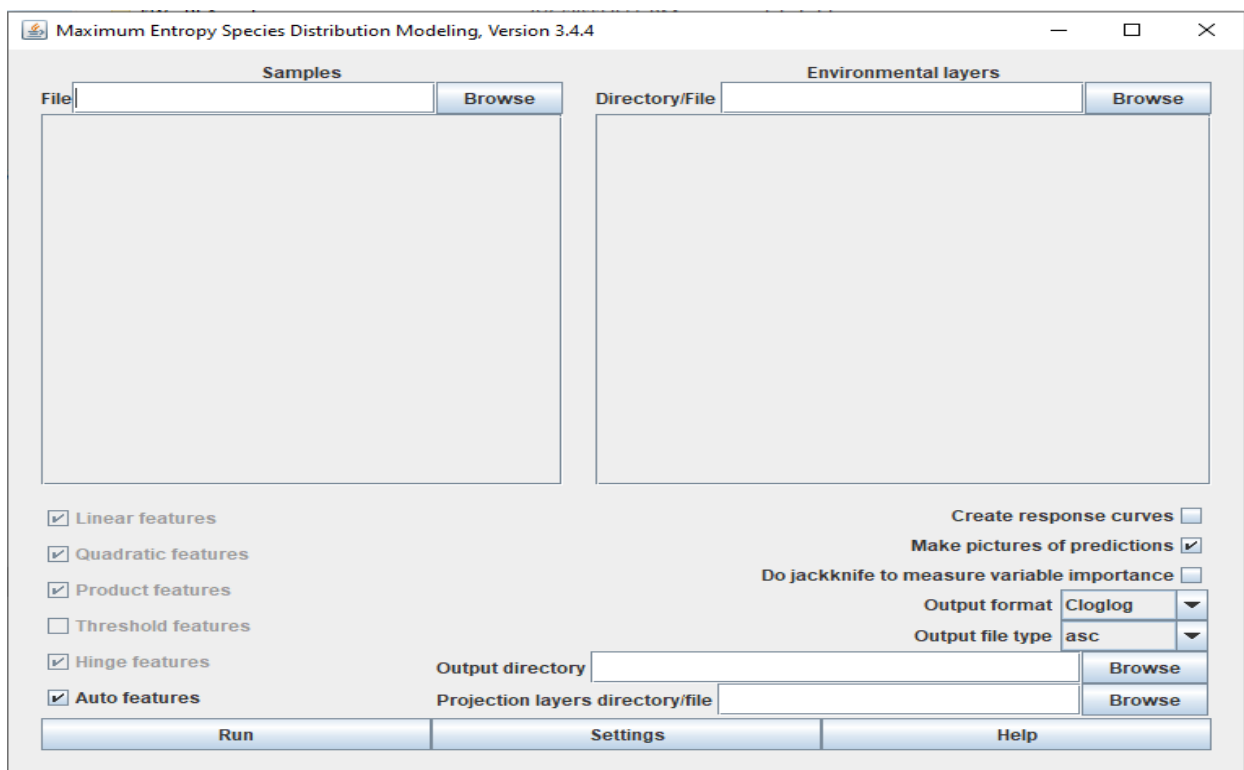 Maximum Entropy Species Distribution Modeling, Version 3.4.4
Samples
File
Browse
Environmental layers
Directory/File
Browse
Linear features
Quadratic features
Product features
Threshold features
Hinge features
Auto features
Create response curves
Make pictures of predictions
Do jackknife to measure variable importance
Output format Cloglog
Output file type asc
Output directory
Browse
Projection layers directory/file
Browse
Run
Settings
Help